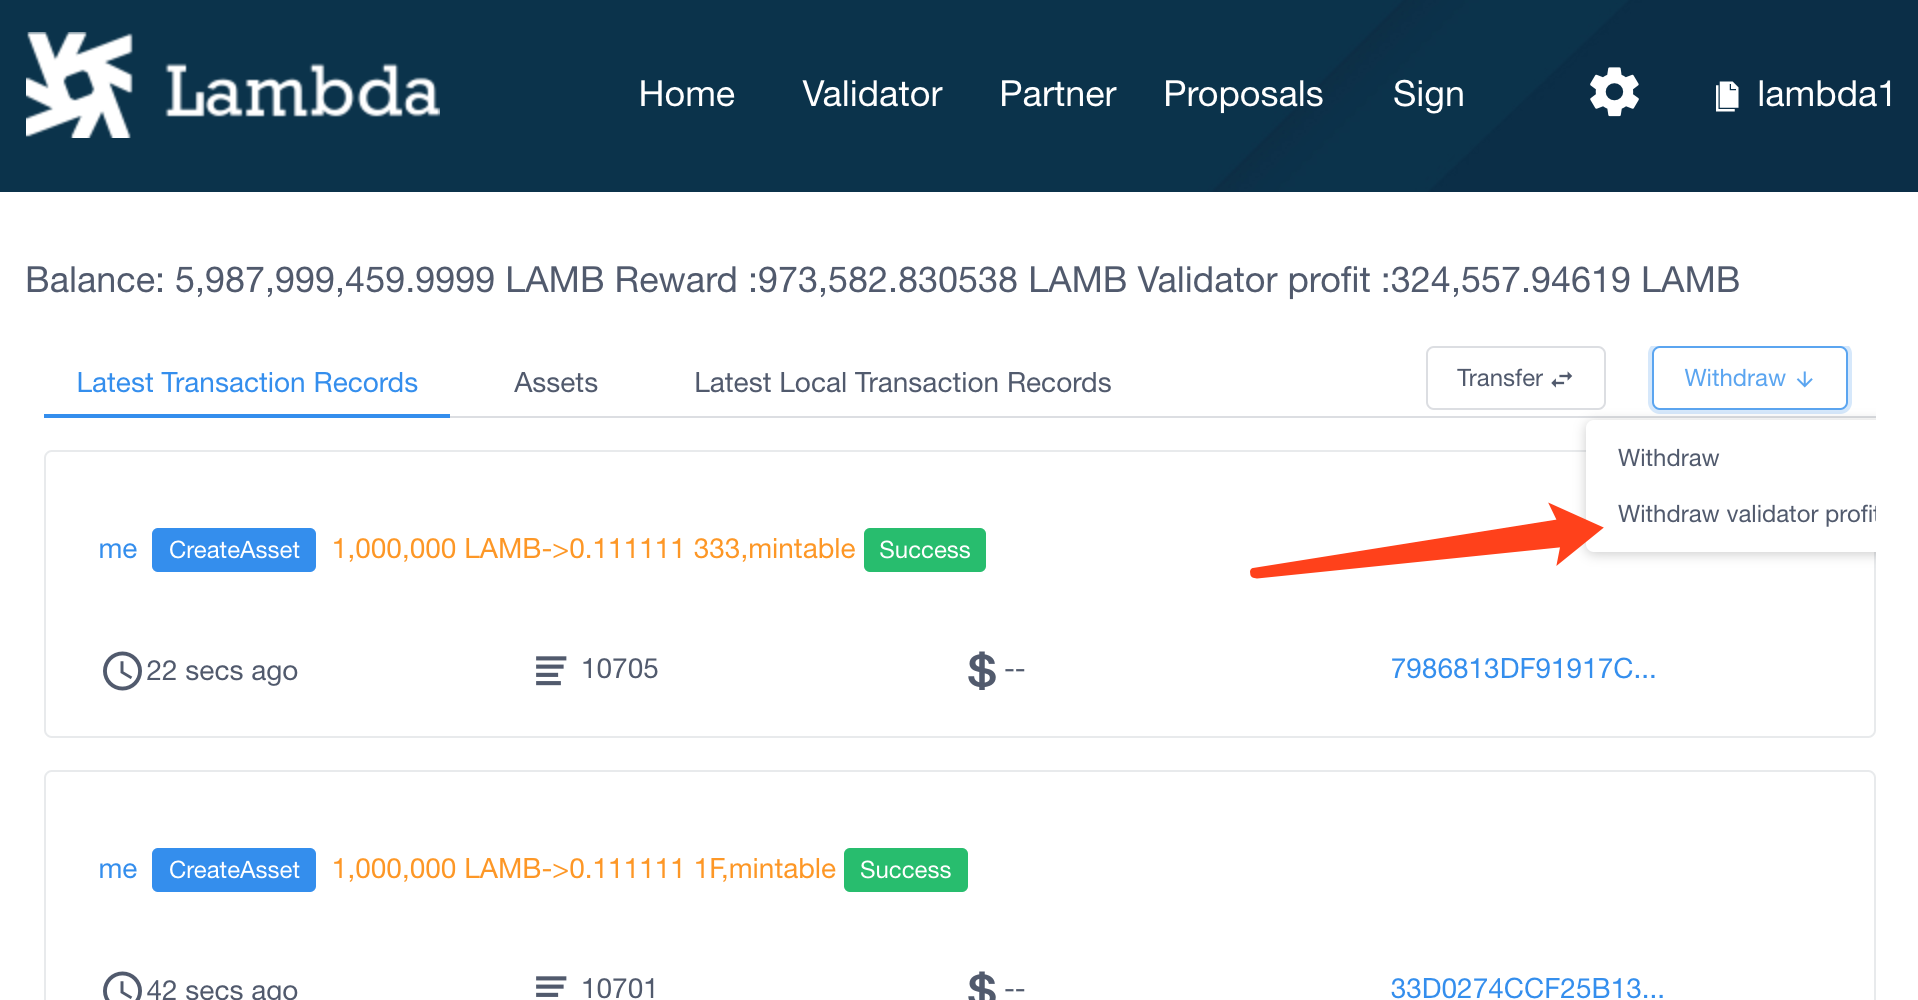 Lambda Home Validator Partner Proposals Sign lambda1
Balance: 5,987,999,459.9999 LAMB Reward :973,582.830538 LAMB Validator profit :324,557.94619 LAMB
Latest Transaction Records Assets Latest Local Transaction Records Transfer Withdraw
Withdraw
Withdraw validator profit
me CreateAsset 1,000,000 LAMB->0.111111 333,mintable Success
22 secs ago 10705 $ -- 7986813DF91917C...
me CreateAsset 1,000,000 LAMB->0.111111 1F,mintable Success
42 secs ago 10701 $ -- 33D0274CCF25B13...